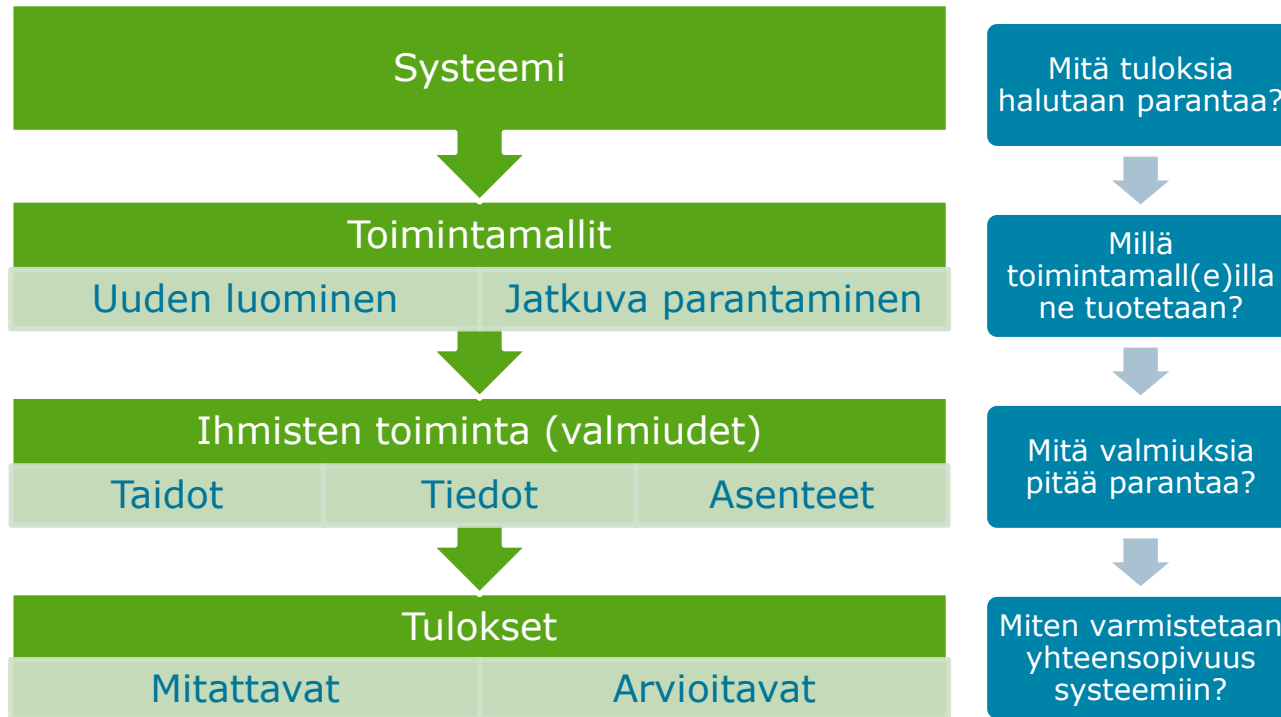 Systeemi
Toimintamallit
Uuden luominen
Jatkuva parantaminen
Ihmisten toiminta (valmiudet)
Taidot
Tiedot
Asenteet
Tulokset
Mitattavat
Arvioitavat
Mitä tuloksia
halutaan parantaa?
Millä
toimintamall(e)illa
ne tuotetaan?
Mitä valmiuksia
pitää parantaa?
Miten varmistetaan
yhteensopivuus
systeemiin?